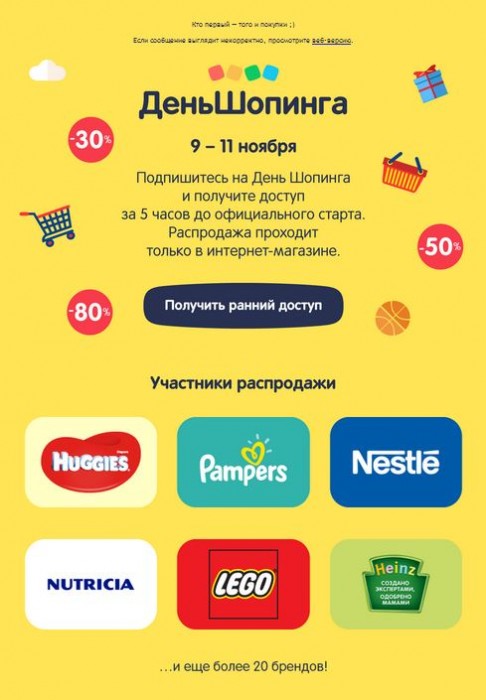 Кто первый — того и покупки ;)
Если сообщение выглядит некорректно, просмотрите веб-версию.
ДеньШопинга
-30%
9 – 11 ноября
Подпишитесь на День Шопинга
и получите доступ
за 5 часов до официального старта.
Распродажа проходит
только в интернет-магазине.
-50%
-80%
Получить ранний доступ
Участники распродажи
HUGGIES
Pampers
Nestlé
NUTRICIA
LEGO
Heinz
СОЗДАНО
ЭКСПЕРТАМИ,
ОДОБРЕНО
МАМАМИ
...и еще более 20 брендов!